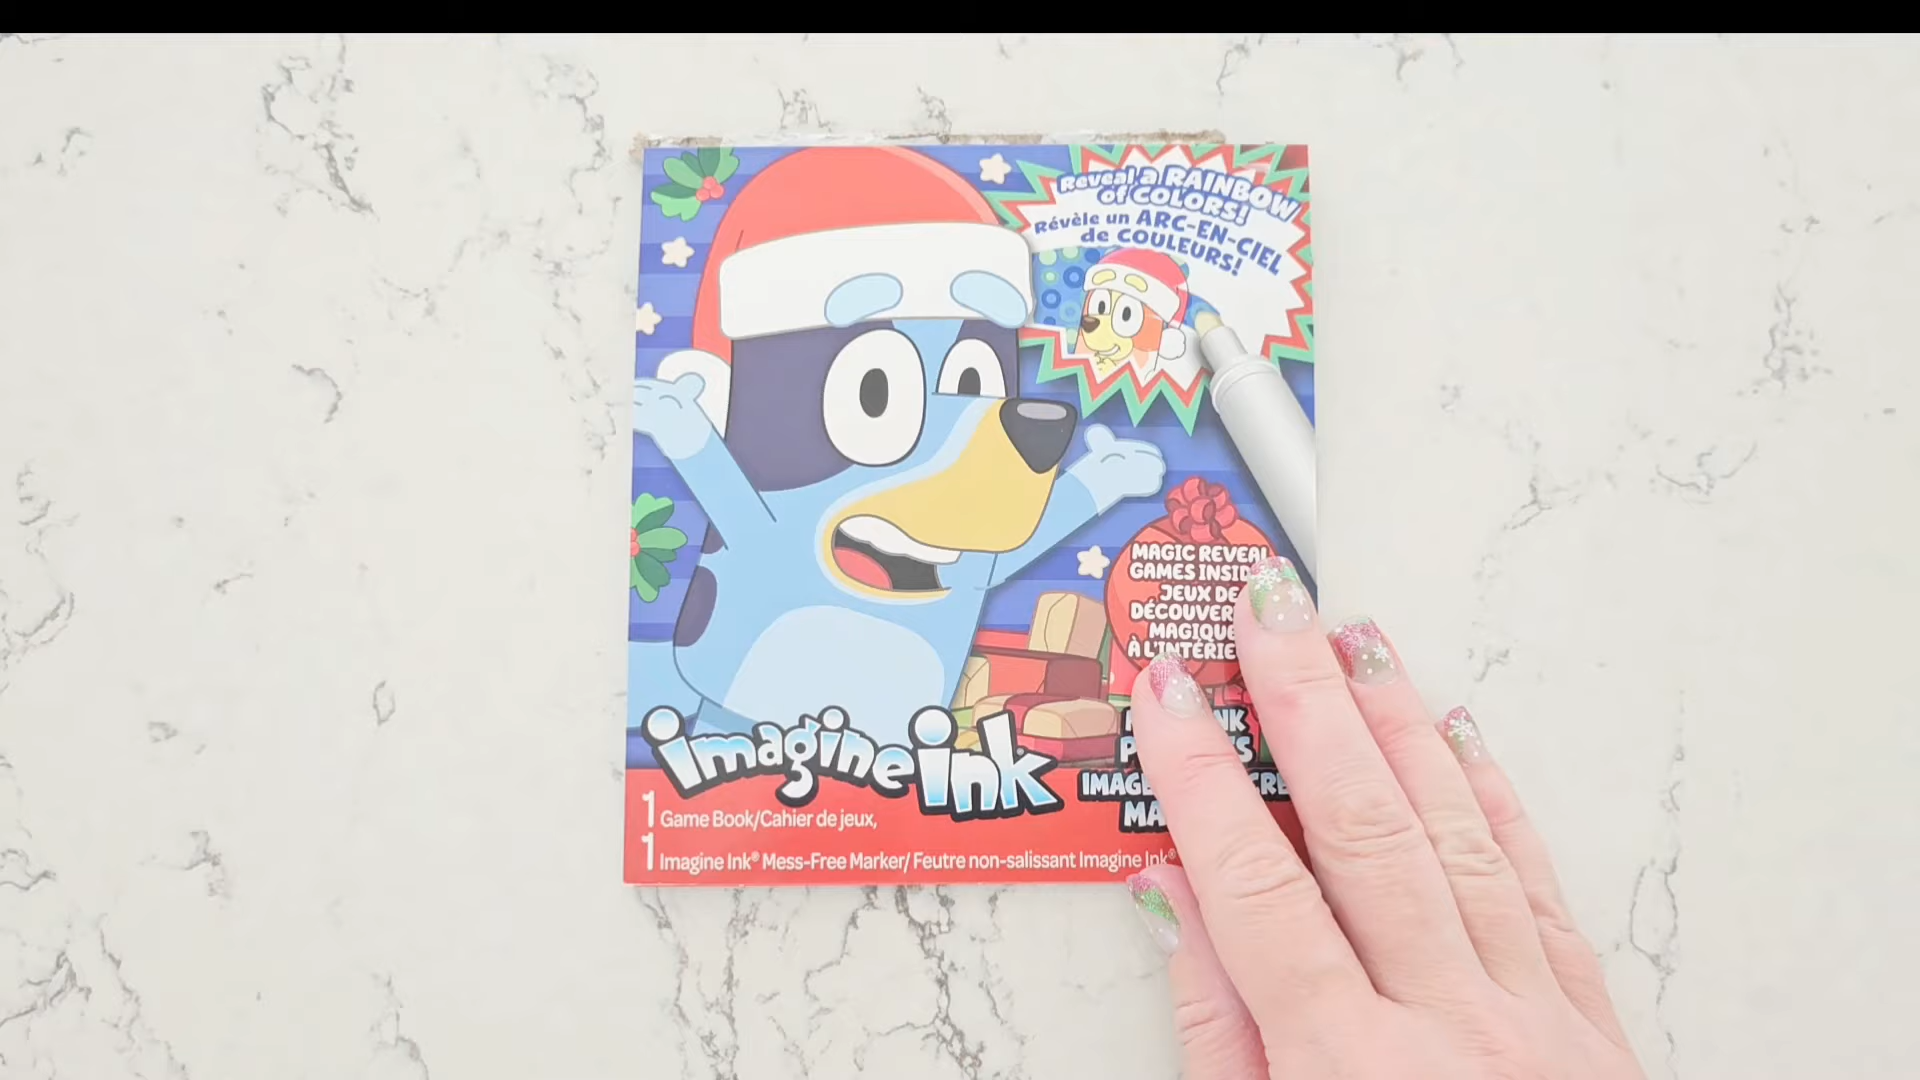 Reveal a RAINBOW
of COLORS!
Révèle un ARC-EN-CIEL
de COULEURS!
MAGIC REVEAL
GAMES INSID
JEUX DE
DÉCOUVER
MAGIQUE
À L'INTÉRIE
imagine ink
IMAGE
1 Game Book/Cahier de jeux,
1 Imagine Ink® Mess-Free Marker/ Feutre non-salissant Imagine Ink®